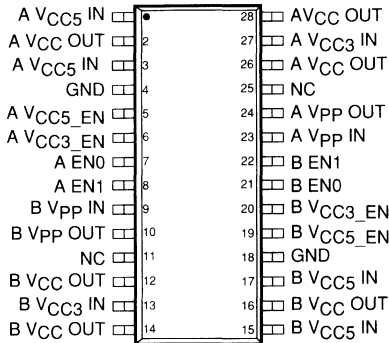 A VCC5 IN 28 AVCC OUT
A VCC OUT 2 27 A VCC3 IN
A VCC5 IN 3 26 A VCC OUT
GND 4 25 NC
A VCC5_EN 5 24 A VPP OUT
A VCC3_EN 6 23 A VPP IN
A EN0 7 22 B EN1
A EN1 8 21 B EN0
B VPP IN 9 20 B VCC3_EN
B VPP OUT 10 19 B VCC5_EN
NC 11 18 GND
B VCC OUT 12 17 B VCC5 IN
B VCC3 IN 13 16 B VCC OUT
B VCC OUT 14 15 B VCC5 IN